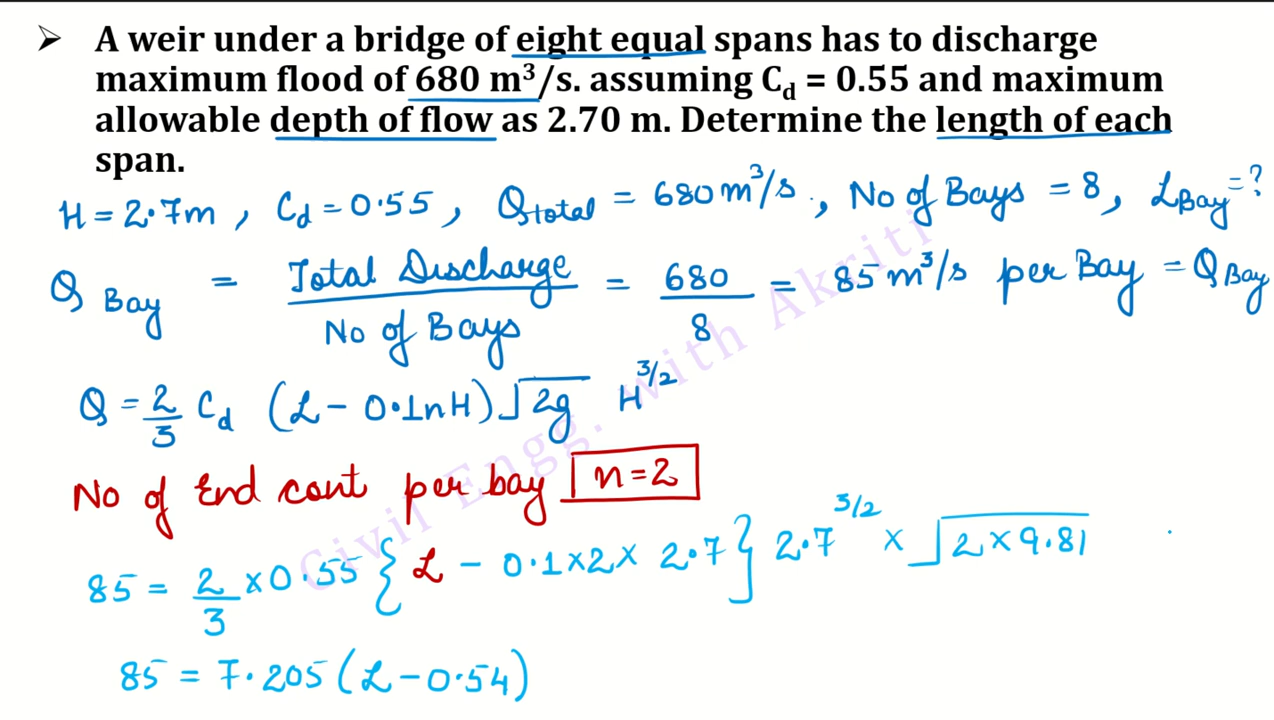 ➢ A weir under a bridge of eight equal spans has to discharge
maximum flood of 680 m³/s. assuming C_d = 0.55 and maximum
allowable depth of flow as 2.70 m. Determine the length of each
span.
H = 2.7m, C_d = 0.55, Q_total = 680 m³/s, No of Bays = 8, L_Bay = ?
Q_Bay = Total Discharge / No of Bays = 680 / 8 = 85 m³/s per Bay = Q_Bay
Q = 2/3 C_d (L - 0.1nH) √2g H^3/2
No of End cont per bay n = 2
85 = 2/3 × 0.55 { L - 0.1×2× 2.7 } 2.7^3/2 × √2×9.81
85 = 7.205 (L - 0.54)
Civil Engg. with Akriti